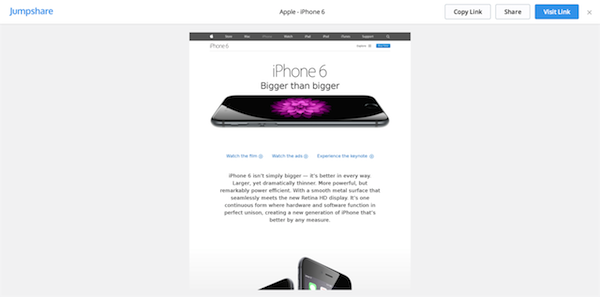 Jumpshare
Apple - iPhone 6
Copy Link
Share
Visit Link
Store Mac iPhone Watch iPad iPod iTunes Support
iPhone 6
iPhone 6
Bigger than bigger
Watch the film
Watch the ads
Experience the keynote
iPhone 6 isn't simply bigger — it's better in every way.
Larger, yet dramatically thinner. More powerful, but
remarkably power efficient. With a smooth metal surface that
seamlessly meets the new Retina HD display. It's one
continuous form where hardware and software function in
perfect unison, creating a new generation of iPhone that's
better by any measure.